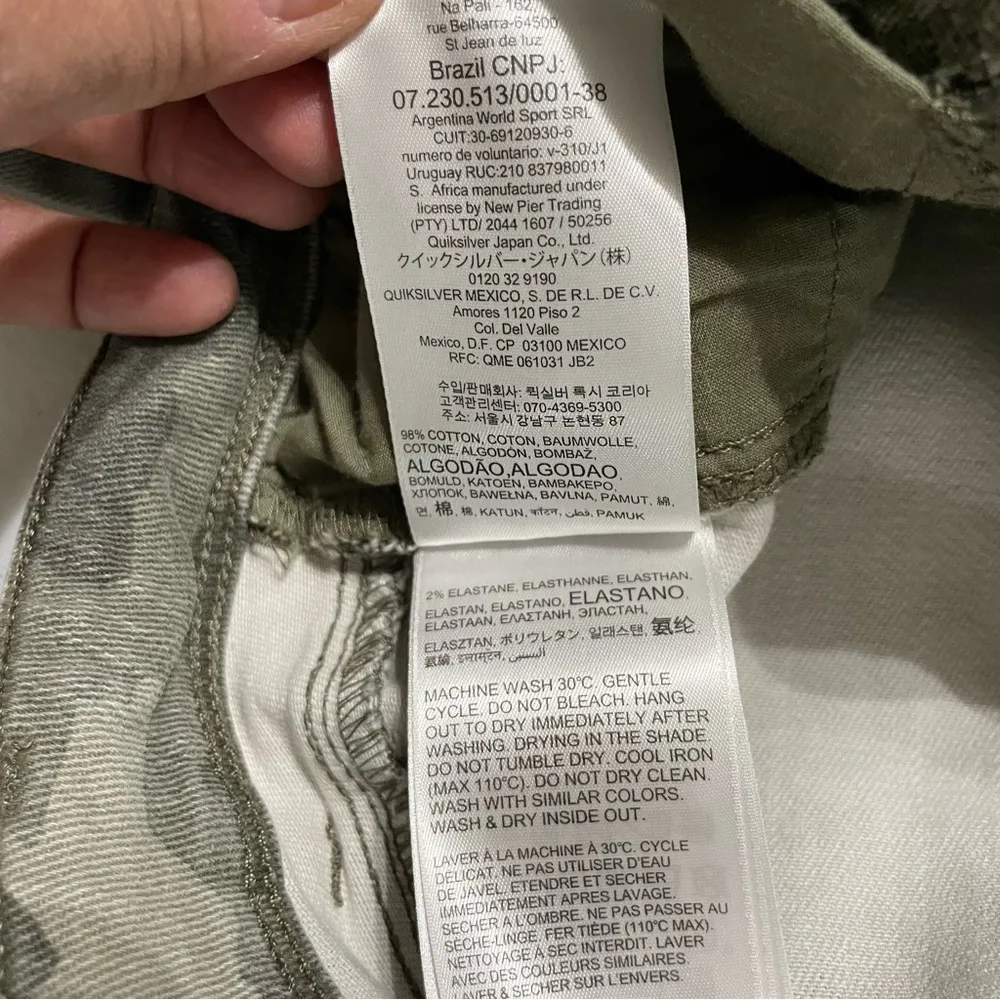 Na Pali - 162,
rue Belharra-64500
St Jean de luz
Brazil CNPJ:
07.230.513/0001-38
Argentina World Sport SRL
CUIT:30-69120930-6
numero de voluntario: v-310/J1
Uruguay RUC:210 837980011
S. Africa manufactured under
license by New Pier Trading
(PTY) LTD/ 2044 1607 / 50256
Quiksilver Japan Co., Ltd.
クイックシルバー・ジャパン(株)
0120 32 9190
QUIKSILVER MEXICO, S. DE R.L. DE C.V.
Amores 1120 Piso 2
Col. Del Valle
Mexico, D.F. CP 03100 MEXICO
RFC: QME 061031 JB2
수입/판매회사: 퀵실버 록시 코리아
고객관리센터: 070-4369-5300
주소: 서울시 강남구 논현동 87
98% COTTON, COTON, BAUMWOLLE,
COTONE, ALGODÓN, BOMBAŽ,
ALGODÃO,ALGODAO,
BOMULD, KATOEN, ΒΑΜΒΑΚΕΡΟ,
ХЛОПОК, BAWEŁNA, BAVLNA, PAMUT, 綿,
면, 棉, 棉, KATUN, कॉटन, قطن, PAMUK
2% ELASTANE, ELASTHANNE, ELASTHAN,
ELASTAN, ELASTANO, ELASTANO,
ELASTAAN, ΕΛΑΣΤΑΝΗ, ЭЛАСТАН,
ELASZTAN, ポリウレタン, 일래스탠, 氨纶
氨綸,
MACHINE WASH 30°C. GENTLE
CYCLE. DO NOT BLEACH. HANG
OUT TO DRY IMMEDIATELY AFTER
WASHING. DRYING IN THE SHADE.
DO NOT TUMBLE DRY. COOL IRON
(MAX 110°C). DO NOT DRY CLEAN.
WASH WITH SIMILAR COLORS.
WASH & DRY INSIDE OUT.
LAVER À LA MACHINE À 30°C. CYCLE
DÉLICAT. NE PAS UTILISER D'EAU
DE JAVEL. ETENDRE ET SECHER
IMMEDIATEMENT APRES LAVAGE.
SECHER A L'OMBRE. NE PAS PASSER AU
SÈCHE-LINGE. FER TIÈDE (110°C MAX).
NETTOYAGE A SEC INTERDIT. LAVER
AVEC DES COULEURS SIMILAIRES.
LAVER & SECHER SUR L'ENVERS.